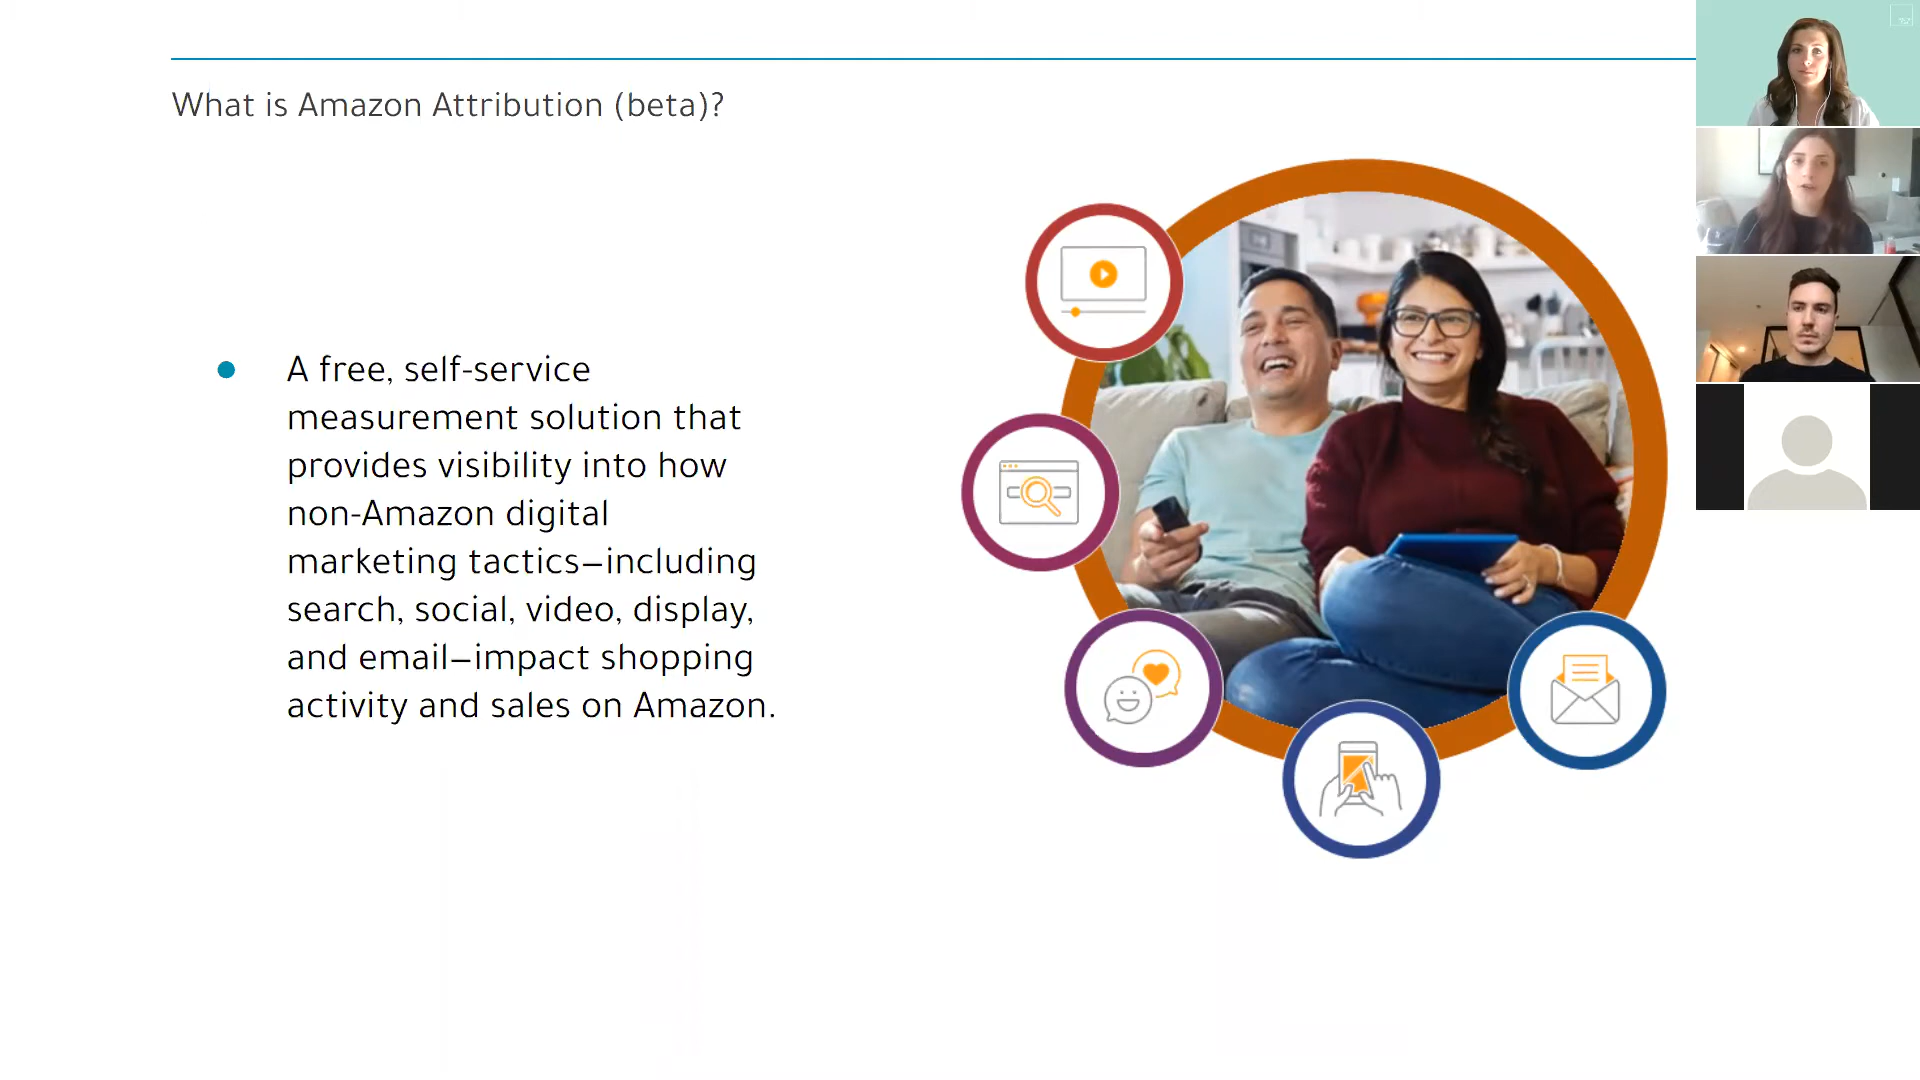 What is Amazon Attribution (beta)?
A free, self-service
measurement solution that
provides visibility into how
non-Amazon digital
marketing tactics—including
search, social, video, display,
and email—impact shopping
activity and sales on Amazon.